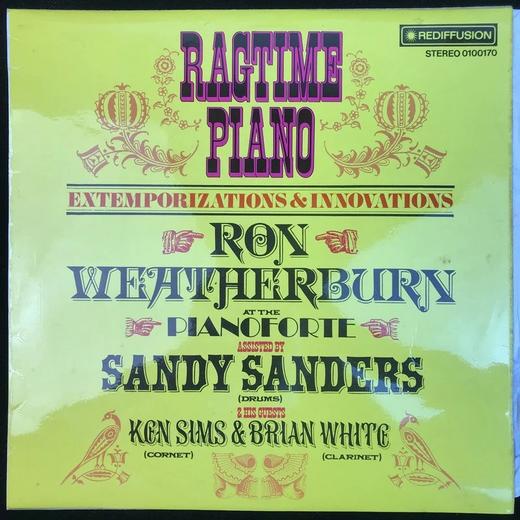 REDIFFUSION
STEREO 0100170
RAGTIME
PIANO
EXTEMPORIZATIONS & INNOVATIONS
RON
WEATHERBURN
AT THE
PIANOFORTE
ASSISTED BY
SANDY SANDERS
(DRUMS)
& HIS GUESTS
KEN SIMS & BRIAN WHITE
(CORNET) (CLARINET)